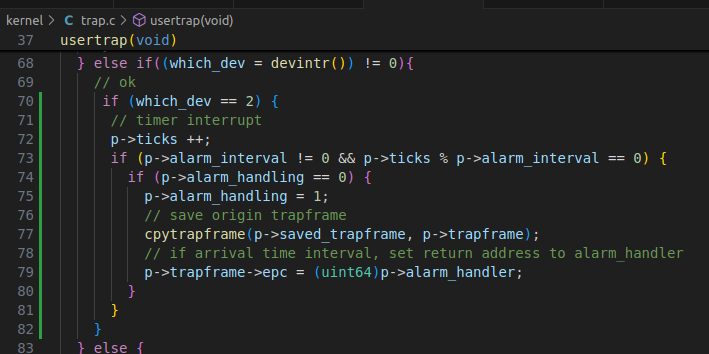 kernel > C trap.c > usertrap(void)
37 usertrap(void)
68 } else if((which_dev = devintr()) != 0){
69 // ok
70 if (which_dev == 2) {
71 // timer interrupt
72 p->ticks ++;
73 if (p->alarm_interval != 0 && p->ticks % p->alarm_interval == 0) {
74 if (p->alarm_handling == 0) {
75 p->alarm_handling = 1;
76 // save origin trapframe
77 cpytrapframe(p->saved_trapframe, p->trapframe);
78 // if arrival time interval, set return address to alarm_handler
79 p->trapframe->epc = (uint64)p->alarm_handler;
80 }
81 }
82 }
83 } else {